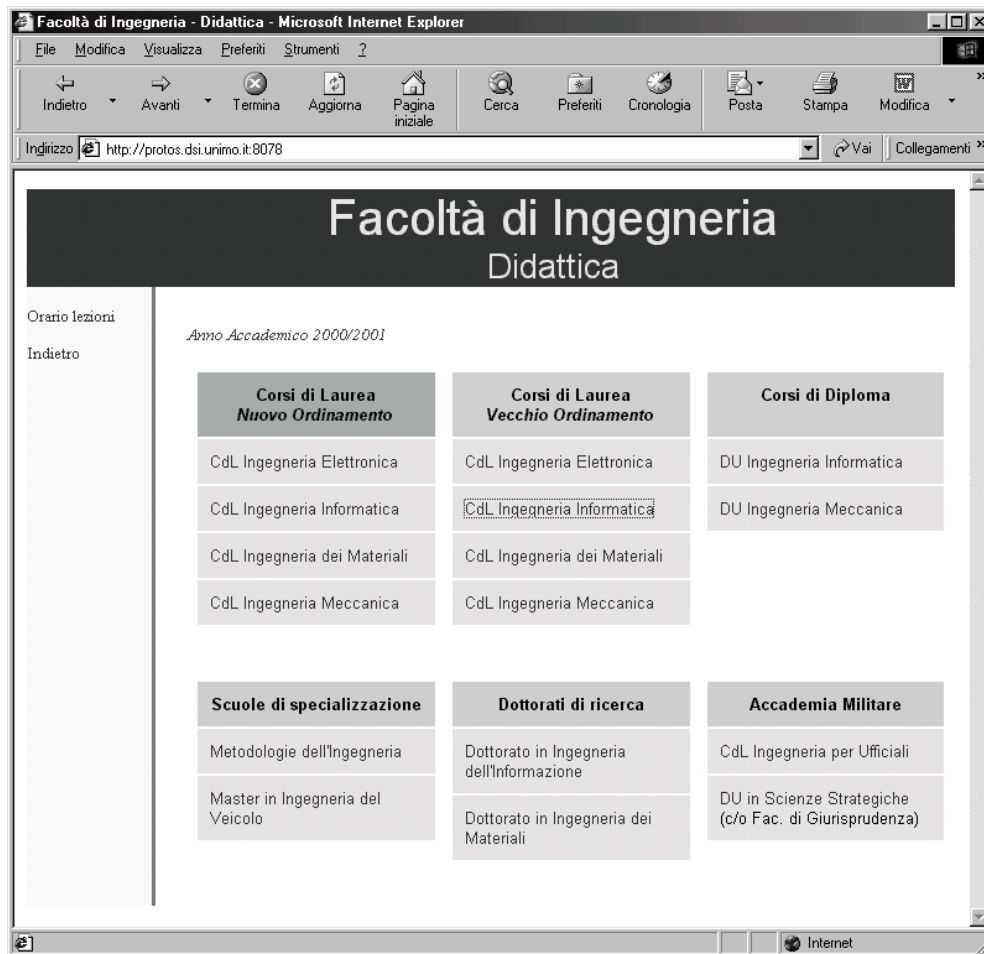 Facoltà di Ingegneria - Didattica - Microsoft Internet Explorer
File Modifica Visualizza Preferiti Strumenti ?
Indietro Avanti Termina Aggiorna Pagina iniziale Cerca Preferiti Cronologia Posta Stampa Modifica »
Indirizzo http://protos.dsi.unimo.it:8078 Vai Collegamenti »
Facoltà di Ingegneria
Didattica
Orario lezioni
Indietro
Anno Accademico 2000/2001
Corsi di Laurea
Nuovo Ordinamento
CdL Ingegneria Elettronica
CdL Ingegneria Informatica
CdL Ingegneria dei Materiali
CdL Ingegneria Meccanica
Corsi di Laurea
Vecchio Ordinamento
CdL Ingegneria Elettronica
CdL Ingegneria Informatica
CdL Ingegneria dei Materiali
CdL Ingegneria Meccanica
Corsi di Diploma
DU Ingegneria Informatica
DU Ingegneria Meccanica
Scuole di specializzazione
Metodologie dell'Ingegneria
Master in Ingegneria del
Veicolo
Dottorati di ricerca
Dottorato in Ingegneria
dell'Informazione
Dottorato in Ingegneria dei
Materiali
Accademia Militare
CdL Ingegneria per Ufficiali
DU in Scienze Strategiche
(c/o Fac. di Giurisprudenza)
Internet